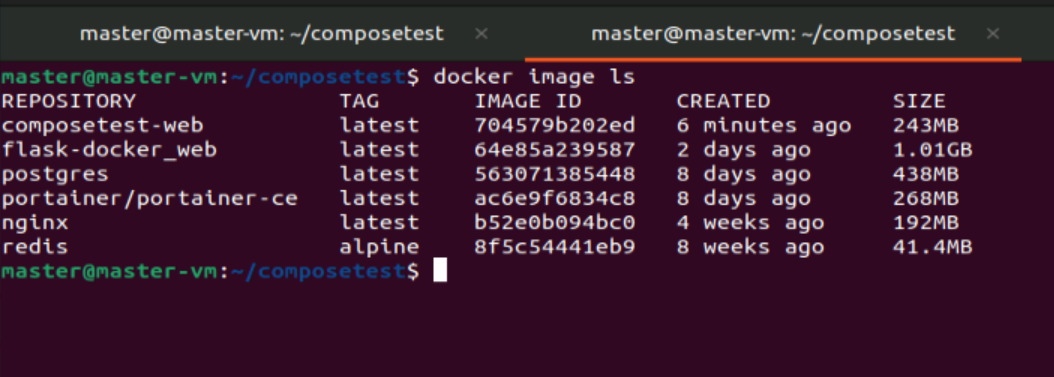 master@master-vm: ~/composetest × master@master-vm: ~/composetest ×
master@master-vm:~/composetest$ docker image ls
REPOSITORY TAG IMAGE ID CREATED SIZE
composetest-web latest 704579b202ed 6 minutes ago 243MB
flask-docker_web latest 64e85a239587 2 days ago 1.01GB
postgres latest 563071385448 8 days ago 438MB
portainer/portainer-ce latest ac6e9f6834c8 8 days ago 268MB
nginx latest b52e0b094bc0 4 weeks ago 192MB
redis alpine 8f5c54441eb9 8 weeks ago 41.4MB
master@master-vm:~/composetest$